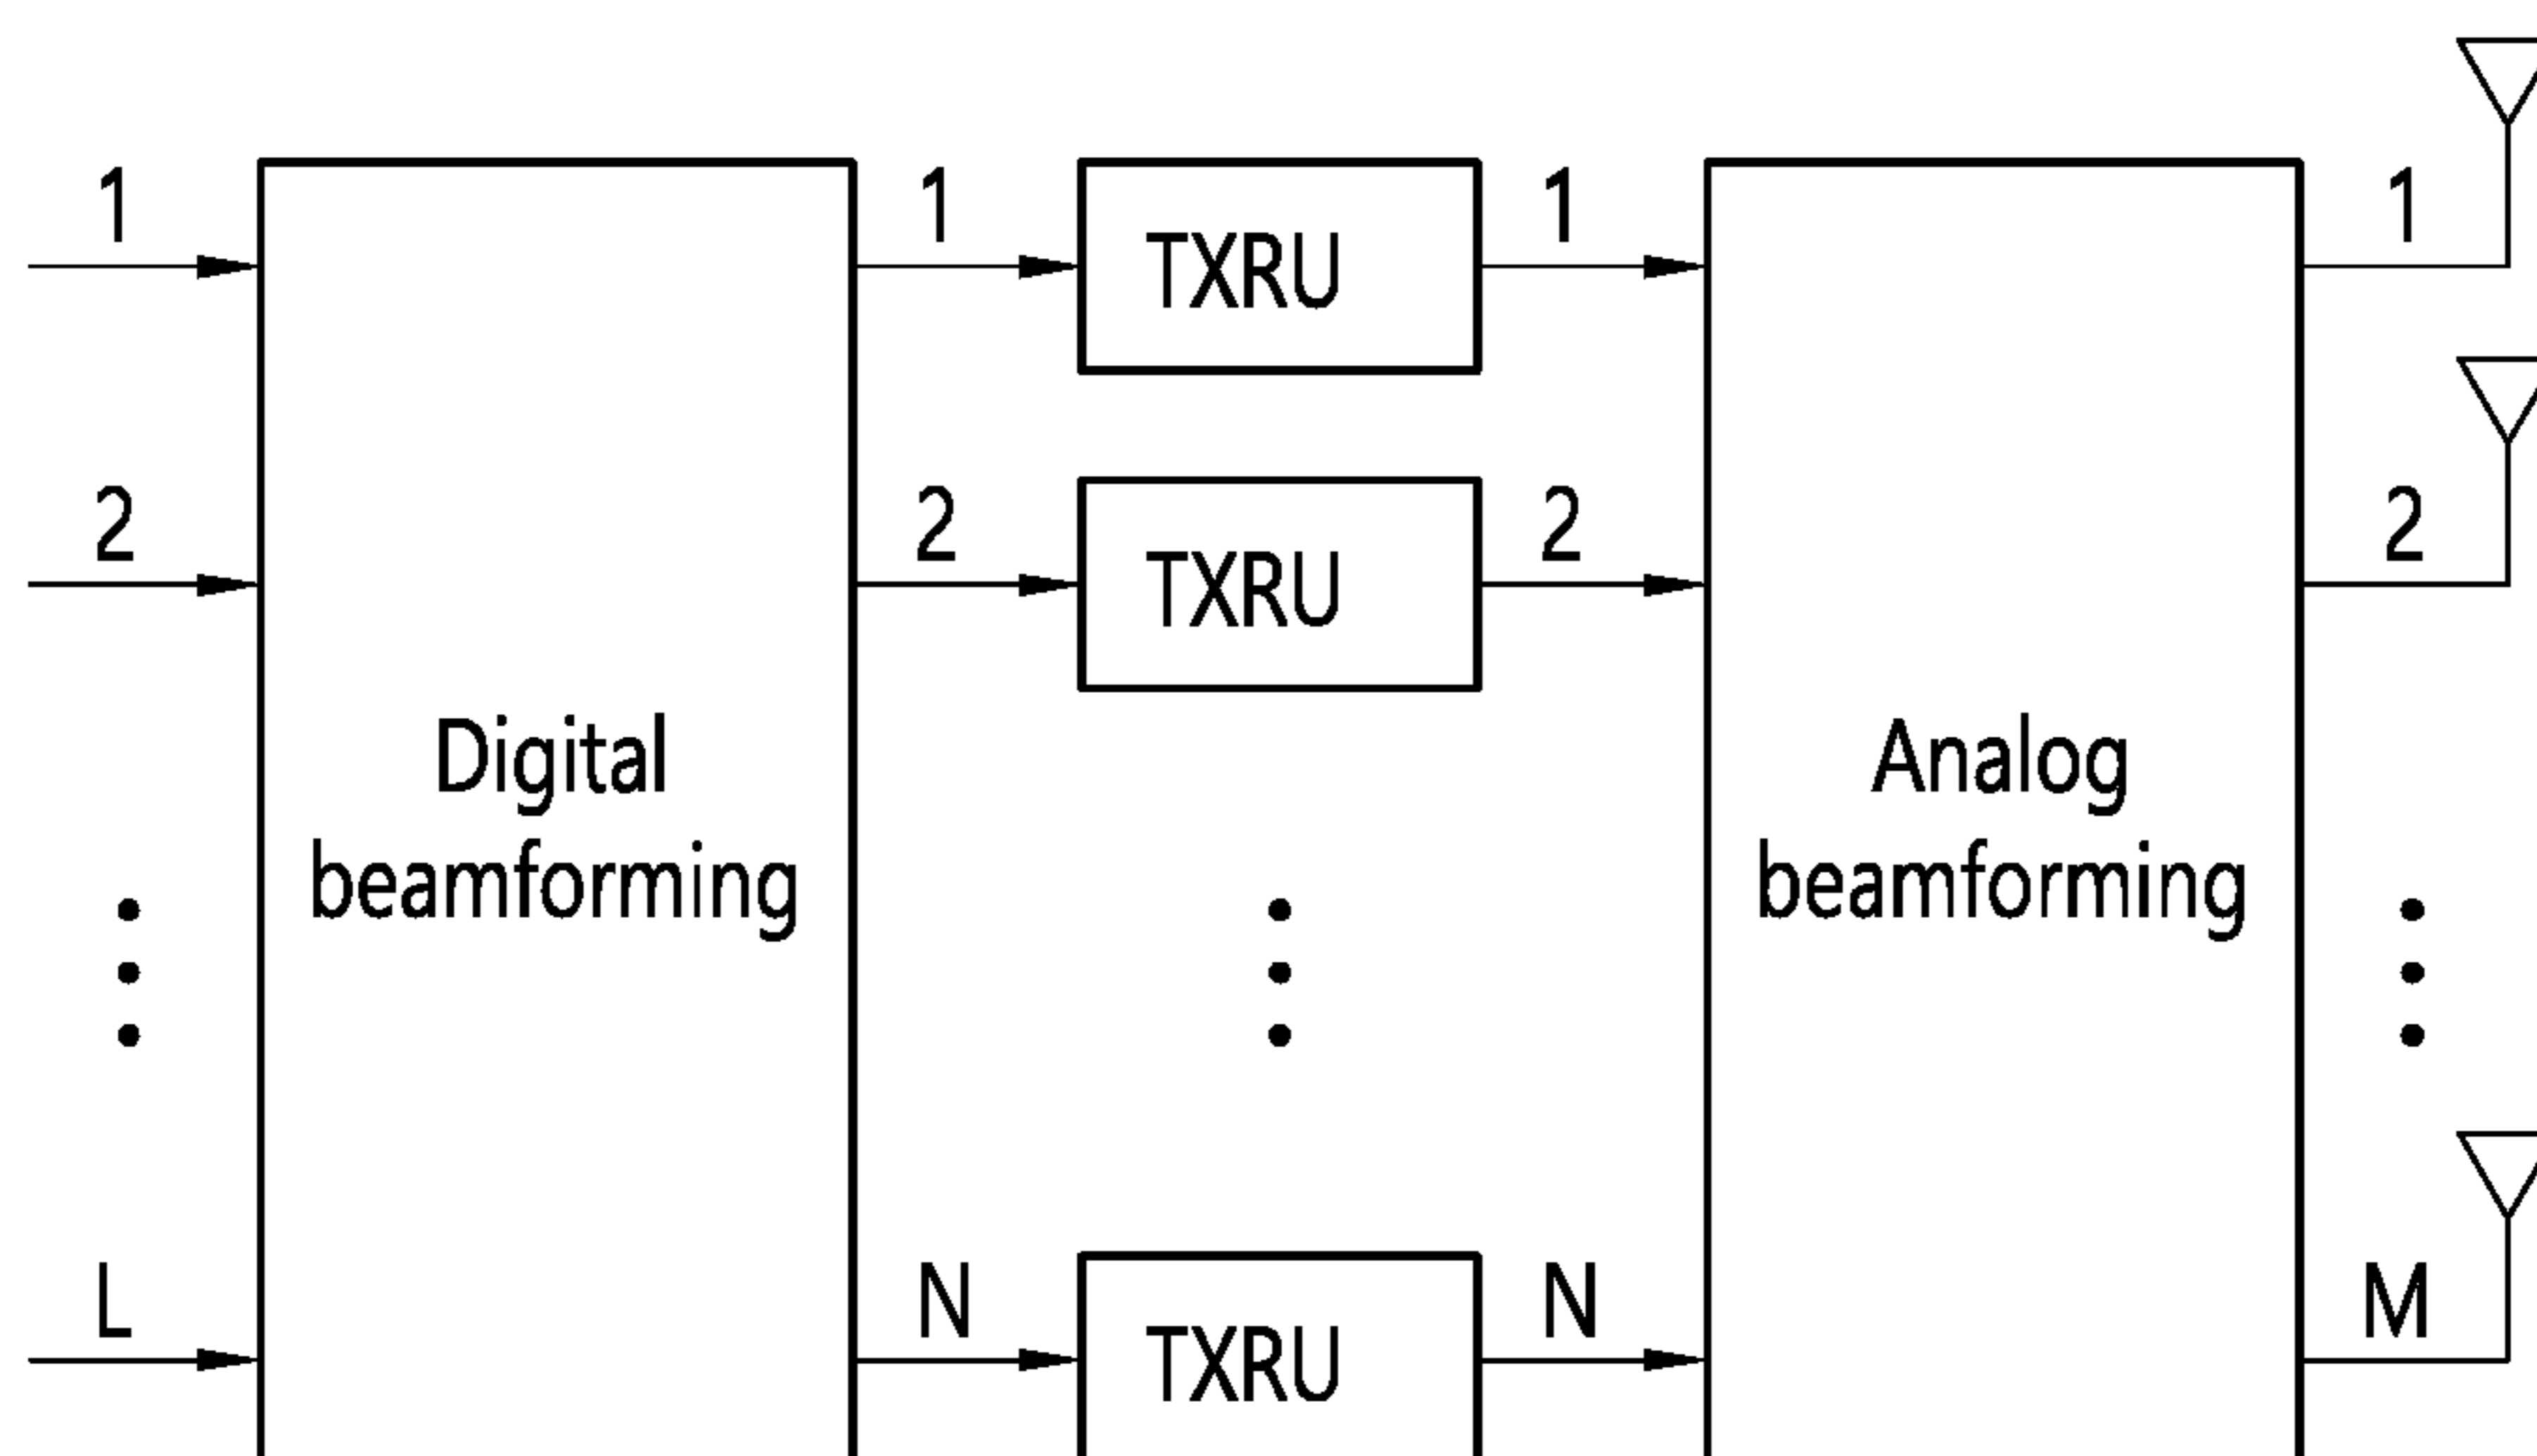 1 1 1 1
TXRU
2 2 2 2
TXRU
Digital
beamforming
Analog
beamforming
L N N M
TXRU